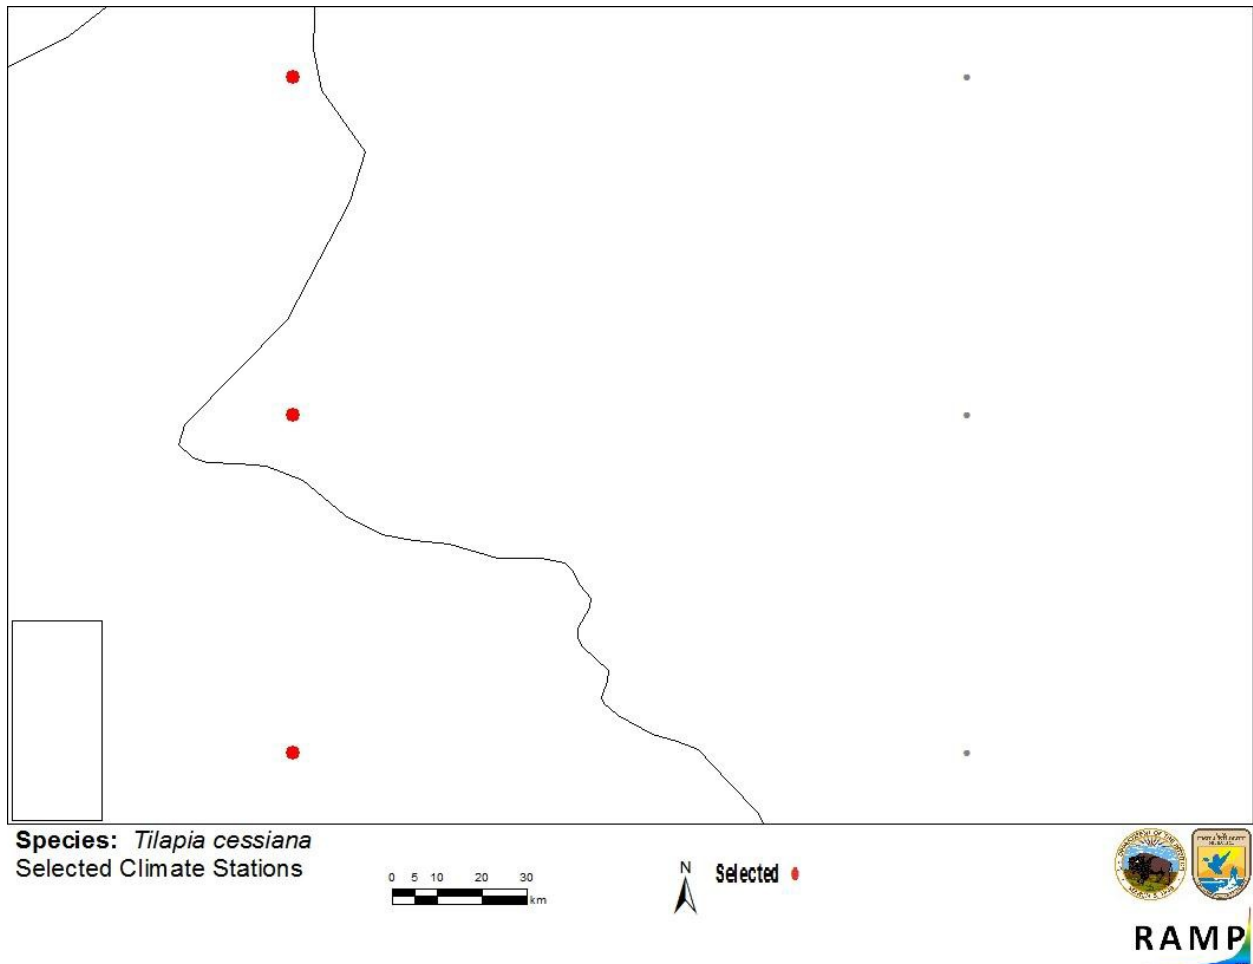 Species: Tilapia cessiana
Selected Climate Stations
0 5 10 20 30
km
N
Selected
RAMP